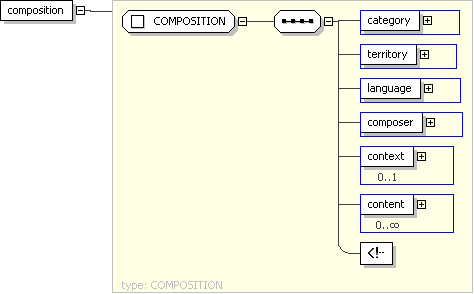 composition
COMPOSITION
category
territory
language
composer
context
0..1
content
0..∞
<!--
type: COMPOSITION